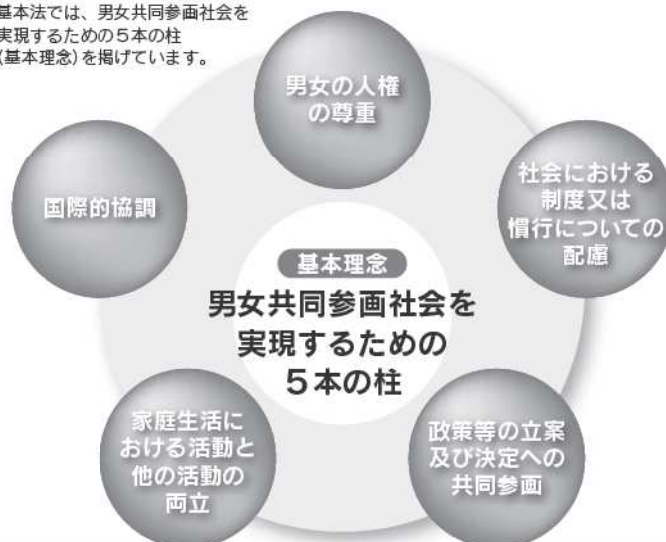 基本法では、男女共同参画社会を
実現するための5本の柱
(基本理念)を掲げています。
男女の人権
の尊重
社会における
制度又は
慣行についての
配慮
政策等の立案
及び決定への
共同参画
家庭生活に
おける活動と
他の活動の
両立
国際的協調
基本理念
男女共同参画社会を
実現するための
5本の柱